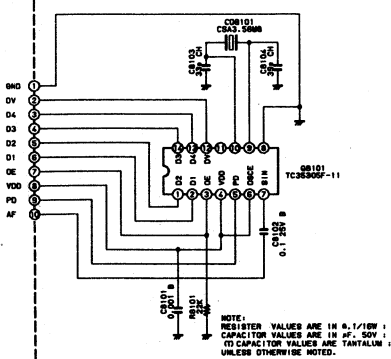 CD8101
CSA3.58MG
C8103
33p CH
C8104
39p CH
GND 1
DV 2
D4 3
D3 4
D2 5
D1 6
OE 7
VDD 8
PD 9
AF 10
14 13 12 11 10 9 8
D3 D4 DV
D2 D1 OE VDD PD OSCE SIN
1 2 3 4 5 6 7
Q8101
TC35305F-11
C8102
0.1 25V B
C8101
0.001 B
R8101
22K
NOTE:
RESISTER VALUES ARE IN Ω.1/16W :
CAPACITOR VALUES ARE IN μF. 50V :
(T) CAPACITOR VALUES ARE TANTALUM :
UNLESS OTHERWISE NOTED.